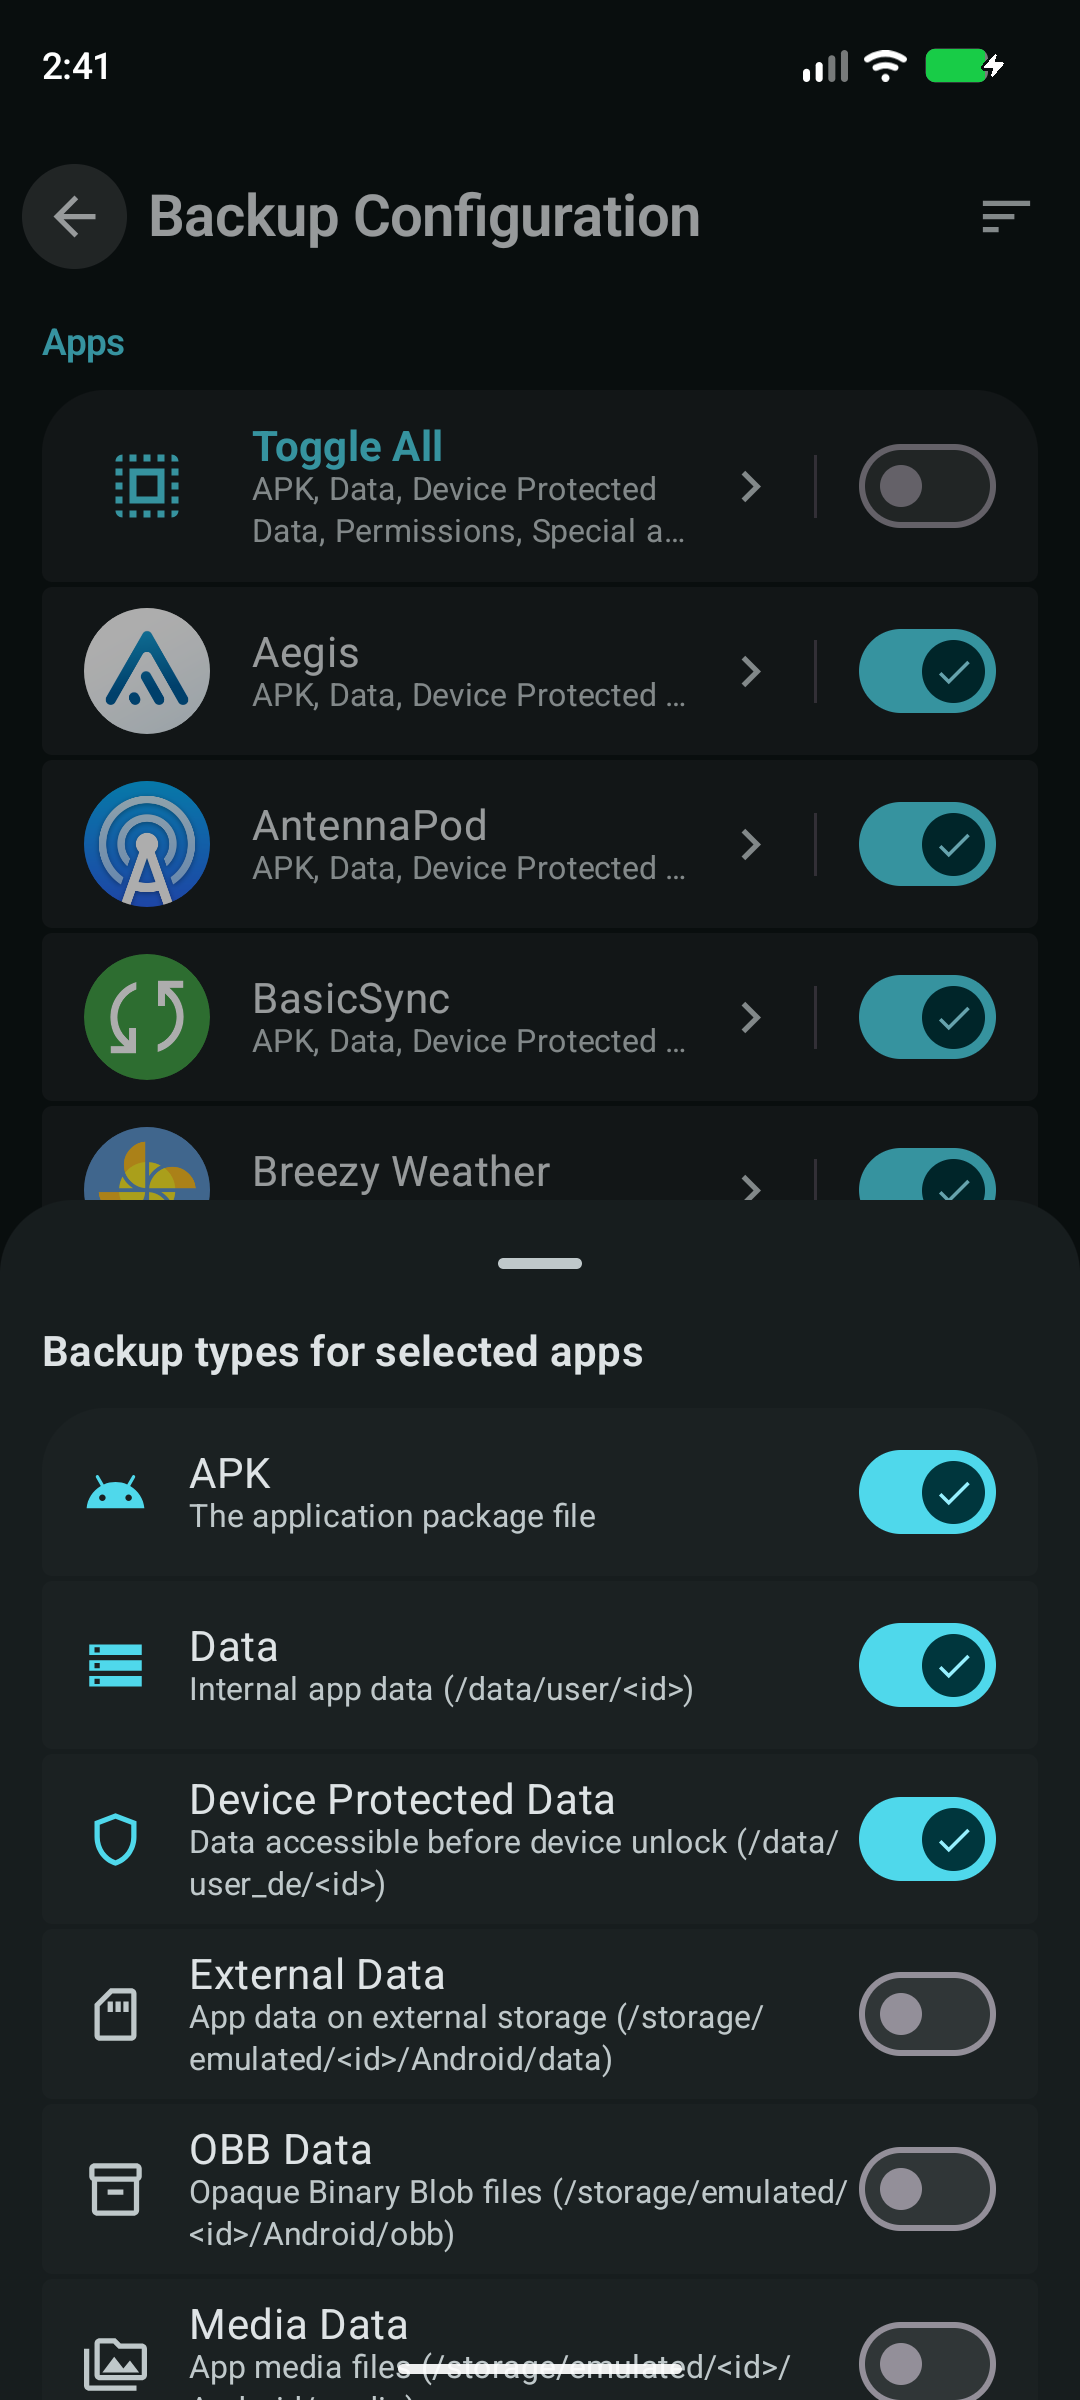 2:41
Backup Configuration
Apps
Toggle All
APK, Data, Device Protected
Data, Permissions, Special a…
Aegis
APK, Data, Device Protected …
AntennaPod
APK, Data, Device Protected …
BasicSync
APK, Data, Device Protected …
Breezy Weather
Backup types for selected apps
APK
The application package file
Data
Internal app data (/data/user/<id>)
Device Protected Data
Data accessible before device unlock (/data/
user_de/<id>)
External Data
App data on external storage (/storage/
emulated/<id>/Android/data)
OBB Data
Opaque Binary Blob files (/storage/emulated/
<id>/Android/obb)
Media Data
App media files (/storage/emulated/<id>/